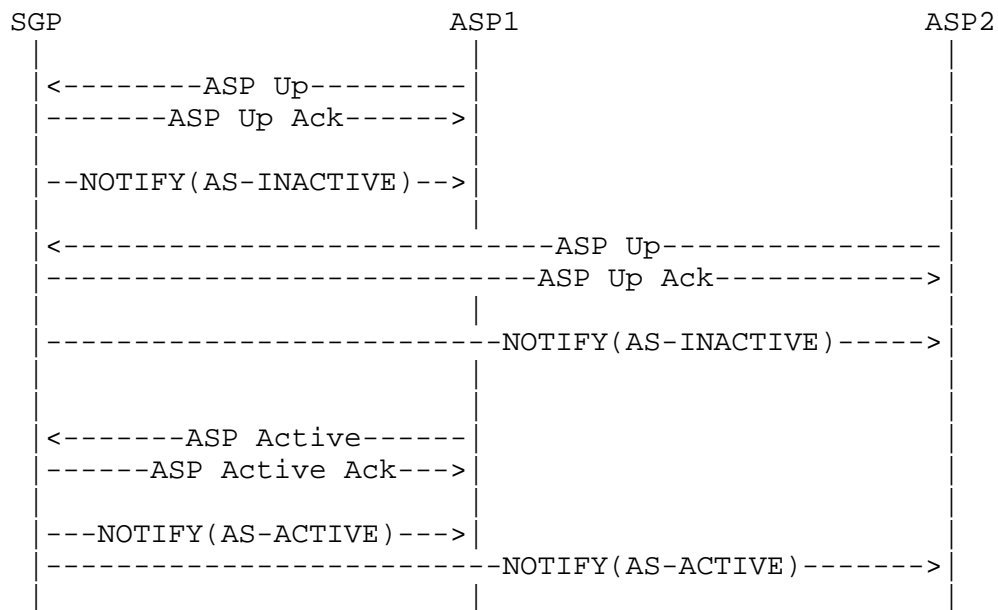 SGP                     ASP1                      ASP2
 |                        |                         |
 |<--------ASP Up---------|                         |
 |-------ASP Up Ack------>|                         |
 |                        |                         |
 |--NOTIFY(AS-INACTIVE)-->|                         |
 |                        |                         |
 |<----------------------------ASP Up---------------|
 |---------------------------ASP Up Ack------------>|
 |                        |                         |
 |-------------------------NOTIFY(AS-INACTIVE)----->|
 |                        |                         |
 |                        |                         |
 |<-------ASP Active------|                         |
 |------ASP Active Ack--->|                         |
 |                        |                         |
 |---NOTIFY(AS-ACTIVE)--->|                         |
 |-------------------------NOTIFY(AS-ACTIVE)------->|
 |                        |                         |